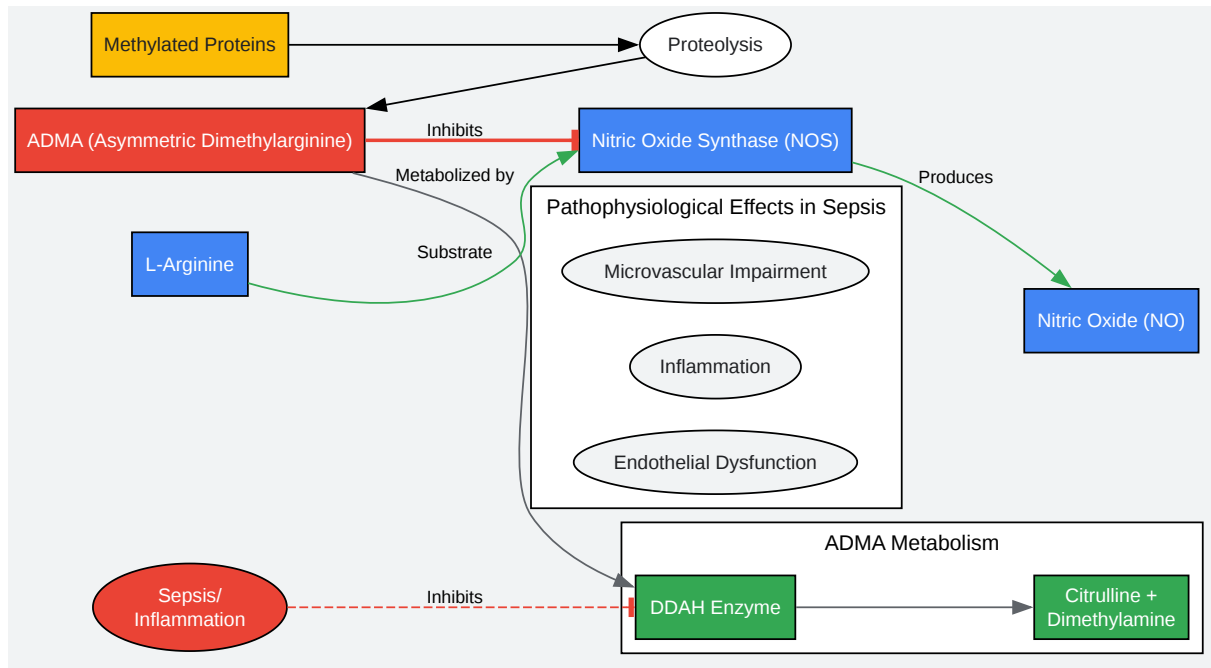 Methylated Proteins
Proteolysis
ADMA (Asymmetric Dimethylarginine)
Inhibits
Nitric Oxide Synthase (NOS)
Metabolized by
Produces
Pathophysiological Effects in Sepsis
L-Arginine
Substrate
Microvascular Impairment
Nitric Oxide (NO)
Inflammation
Endothelial Dysfunction
ADMA Metabolism
Sepsis/
Inflammation
Inhibits
DDAH Enzyme
Citrulline +
Dimethylamine